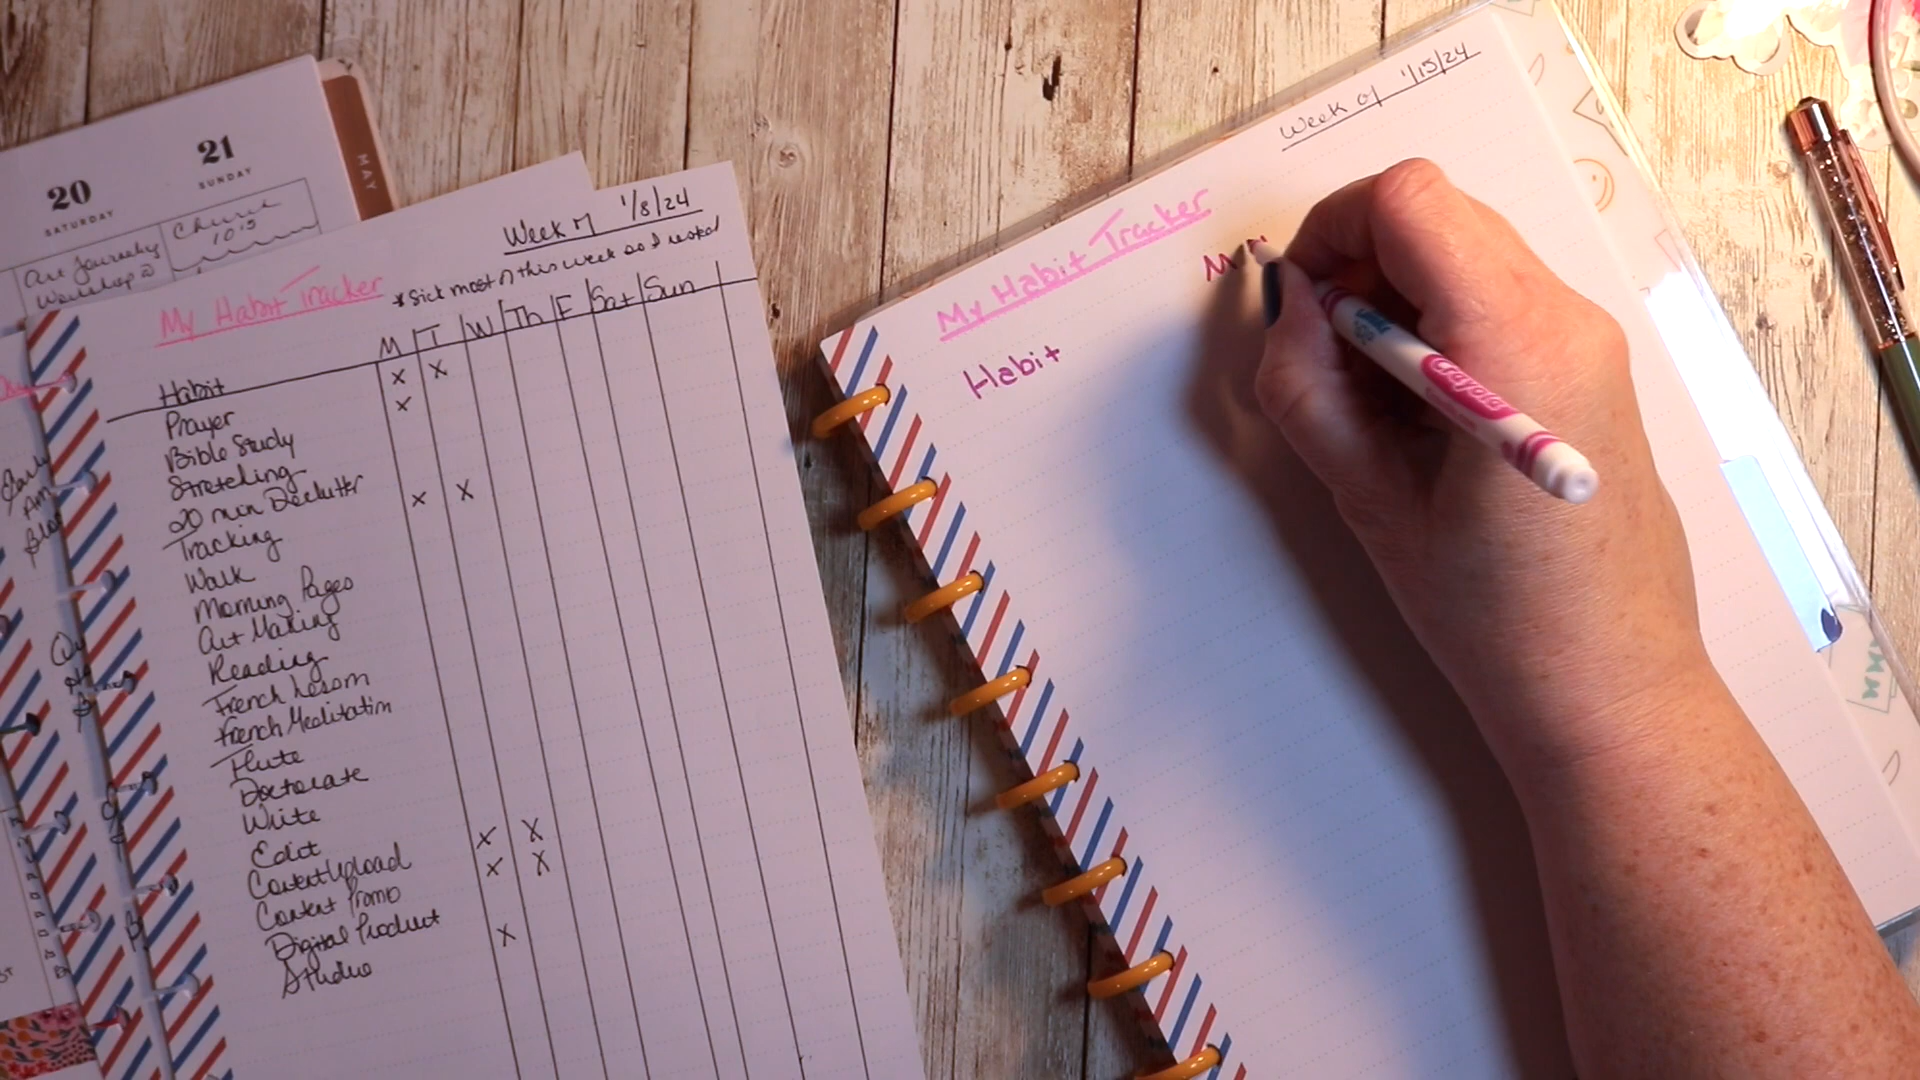 20
SATURDAY
21
SUNDAY
MAY
Art Journaling
Workshop
Church
10:15
Week of 1/8/24
My Habit Tracker
*Sick most of this week so I rested
M T W Th F Sat Sun
Habit
Prayer
Bible Study
Stretching
20 min Declutter
Tracking
Walk
Morning Pages
Art Making
Reading
French Lesson
French Meditation
Flute
Doctorate
Write
Edit
Content Upload
Content Promo
Digital Product
Studio
Week of 1/15/24
My Habit Tracker
M
Habit
Crayola